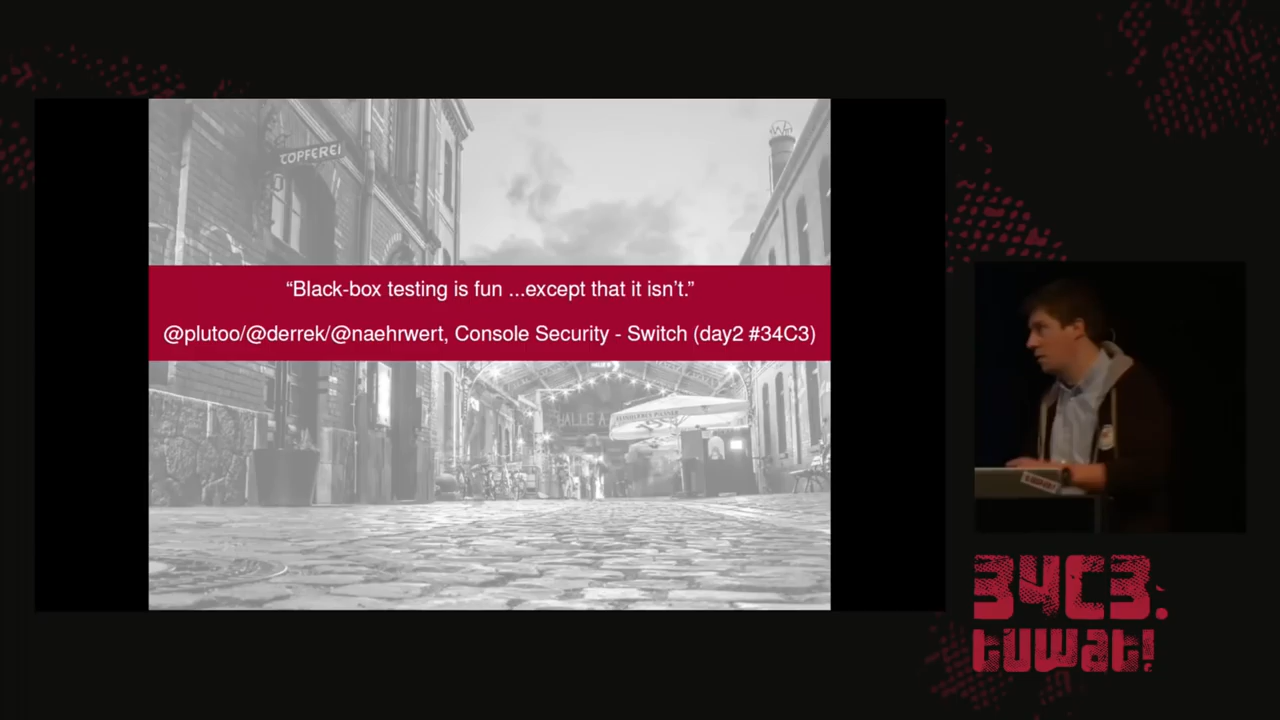 TOPFEREI
“Black-box testing is fun ...except that it isn’t.”
@plutoo/@derrek/@naehrwert, Console Security - Switch (day2 #34C3)
HALLE A
34C3.
tuwat!